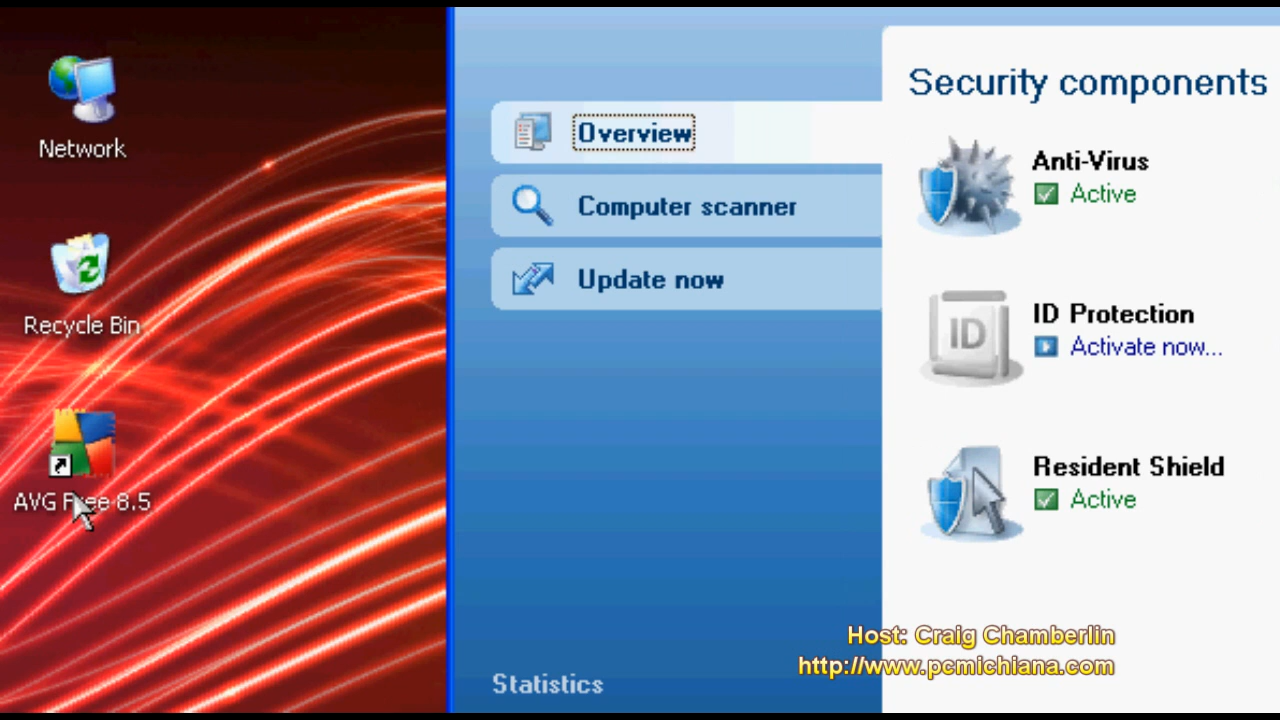 Network
Recycle Bin
AVG Free 8.5
Overview
Computer scanner
Update now
Statistics
Security components
Anti-Virus
Active
ID
ID Protection
Activate now...
Resident Shield
Active
Host: Craig Chamberlin
http://www.pcmichiana.com